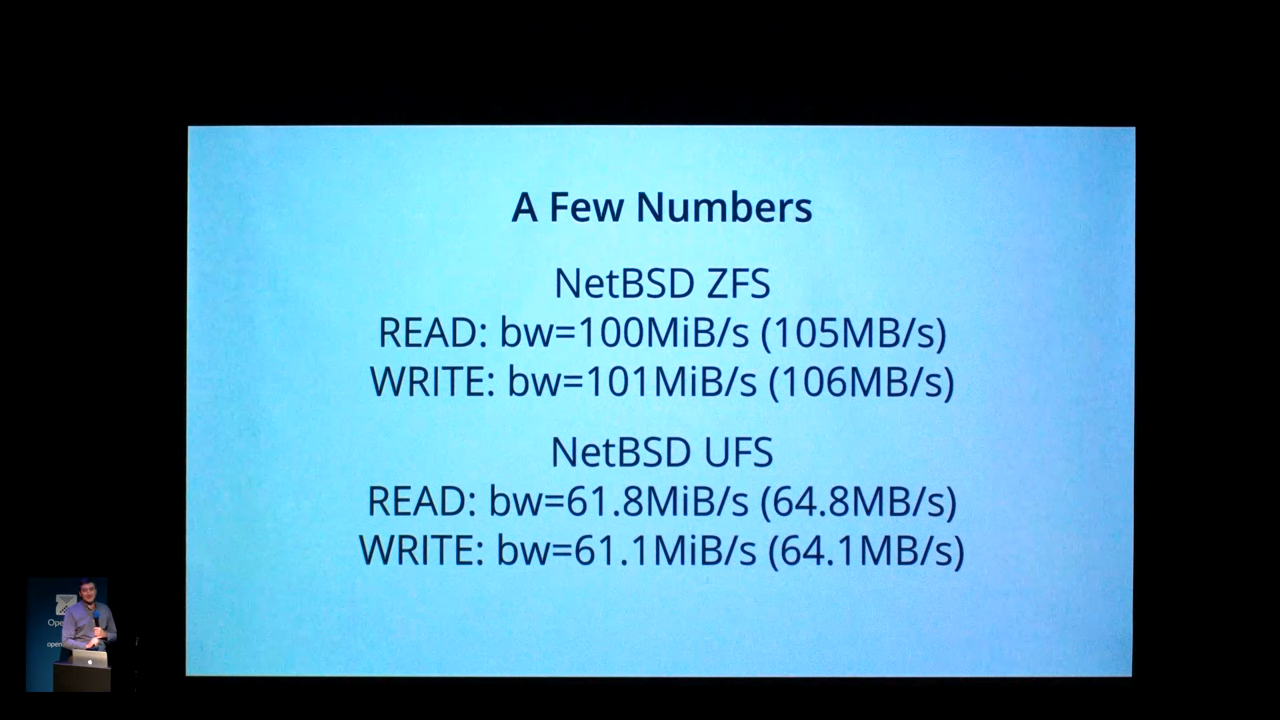 A Few Numbers
NetBSD ZFS
READ: bw=100MiB/s (105MB/s)
WRITE: bw=101MiB/s (106MB/s)
NetBSD UFS
READ: bw=61.8MiB/s (64.8MB/s)
WRITE: bw=61.1MiB/s (64.1MB/s)